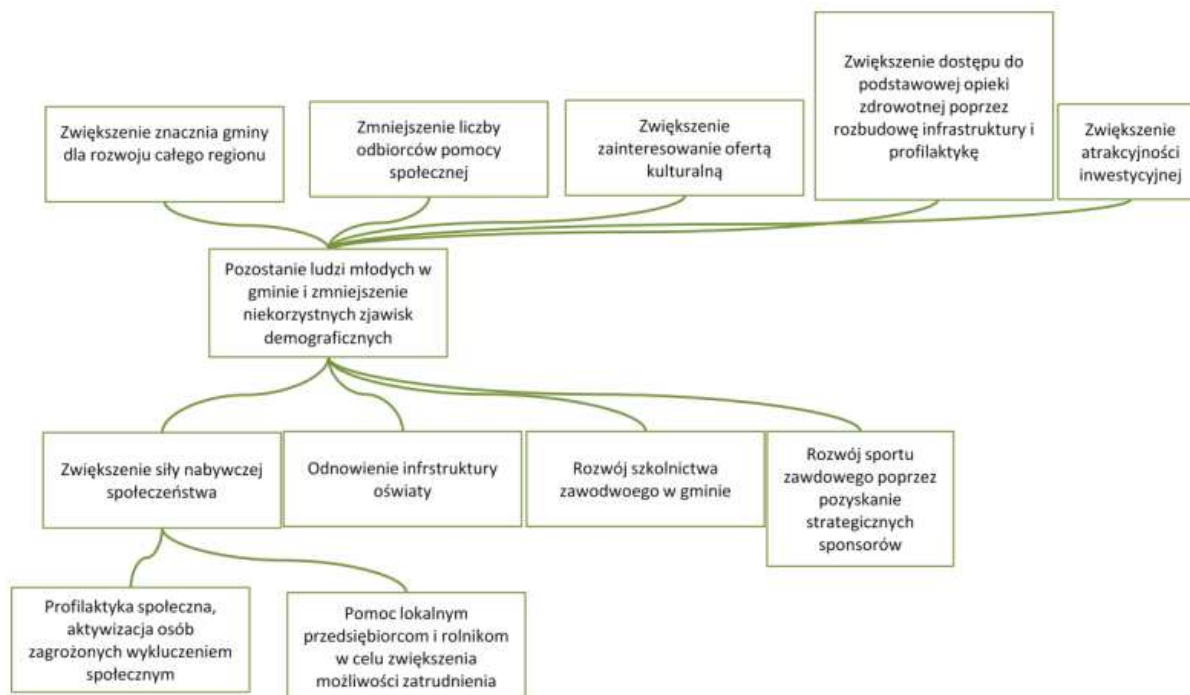 Zwiększenie znacznia gminy
dla rozwoju całego regionu
Zmniejszenie liczby
odbiorców pomocy
społecznej
Zwiększenie
zainteresowanie ofertą
kulturalną
Zwiększenie dostępu do
podstawowej opieki
zdrowotnej poprzez
rozbudowę infrastruktury i
profilaktykę
Zwiększenie
atrakcyjności
inwestycyjnej
Pozostanie ludzi młodych w
gminie i zmniejszenie
niekorzystnych zjawisk
demograficznych
Zwiększenie siły nabywczej
społeczeństwa
Odnowienie infrstruktury
oświaty
Rozwój szkolnictwa
zawodwoego w gminie
Rozwój sportu
zawdowego poprzez
pozyskanie
strategicznych
sponsorów
Profilaktyka społeczna,
aktywizacja osób
zagrożonych wykluczeniem
społecznym
Pomoc lokalnym
przedsiębiorcom i rolnikom
w celu zwiększenia
możliwości zatrudnienia